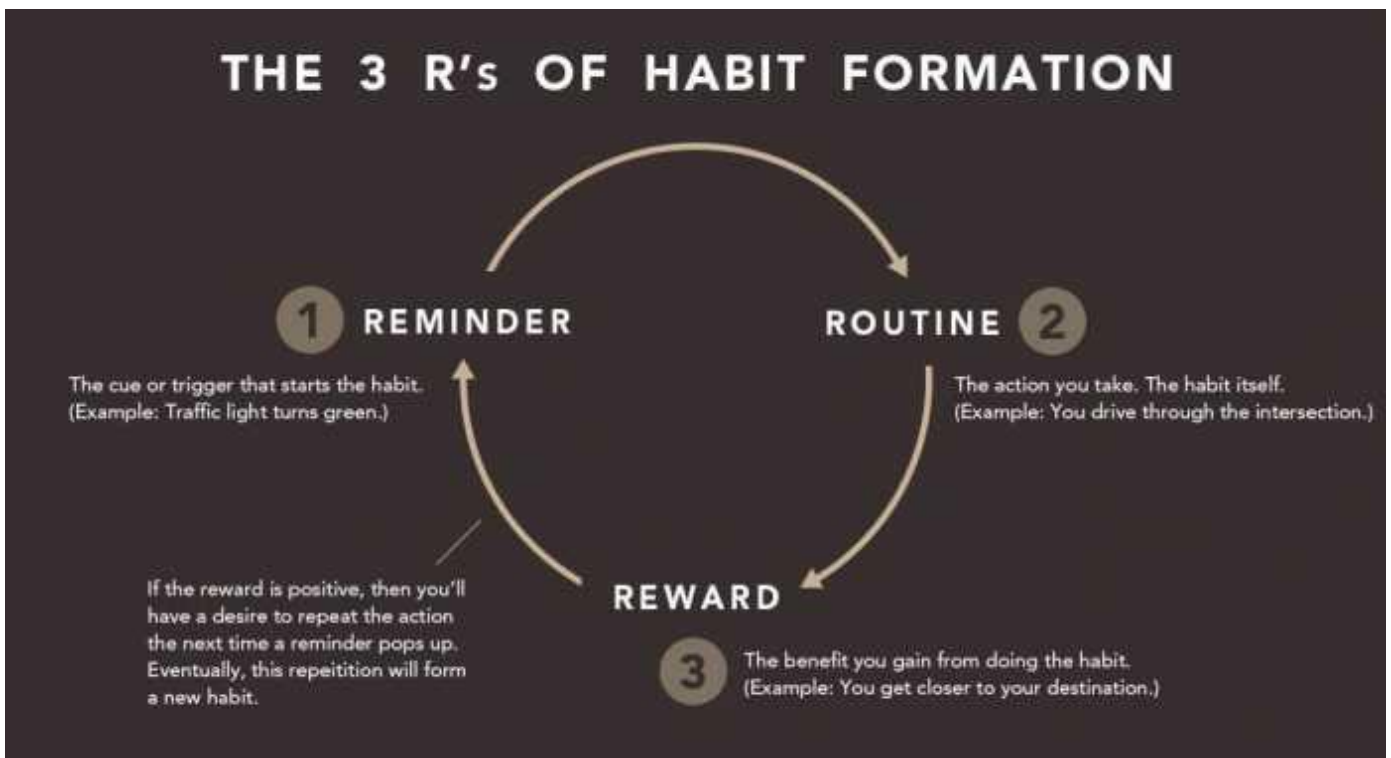 THE 3 R's OF HABIT FORMATION
1 REMINDER
The cue or trigger that starts the habit.
(Example: Traffic light turns green.)
ROUTINE 2
The action you take. The habit itself.
(Example: You drive through the intersection.)
REWARD
3
The benefit you gain from doing the habit.
(Example: You get closer to your destination.)
If the reward is positive, then you'll
have a desire to repeat the action
the next time a reminder pops up.
Eventually, this repeitition will form
a new habit.